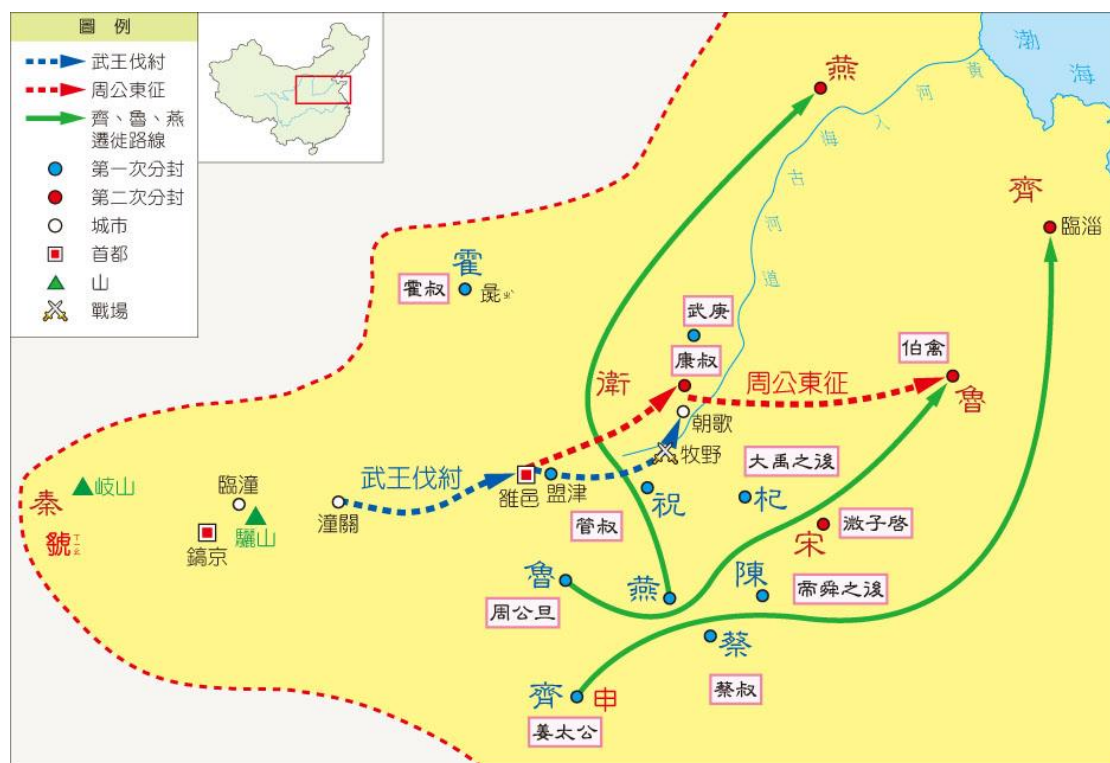 圖例
武王伐紂
周公東征
齊、魯、燕
遷徙路線
第一次分封
第二次分封
城市
首都
山
戰場
渤海
燕
黃河入海古河道
齊
臨淄
霍
霍叔
彘ㄓˋ
武庚
康叔
伯禽
衛
周公東征
魯
朝歌
牧野
武王伐紂
雒邑
盟津
大禹之後
岐山
臨潼
潼關
秦
驪山
鎬京
虢
祝
杞
管叔
宋
微子啓
魯
燕
陳
帝舜之後
周公旦
蔡
齊
申
蔡叔
姜太公